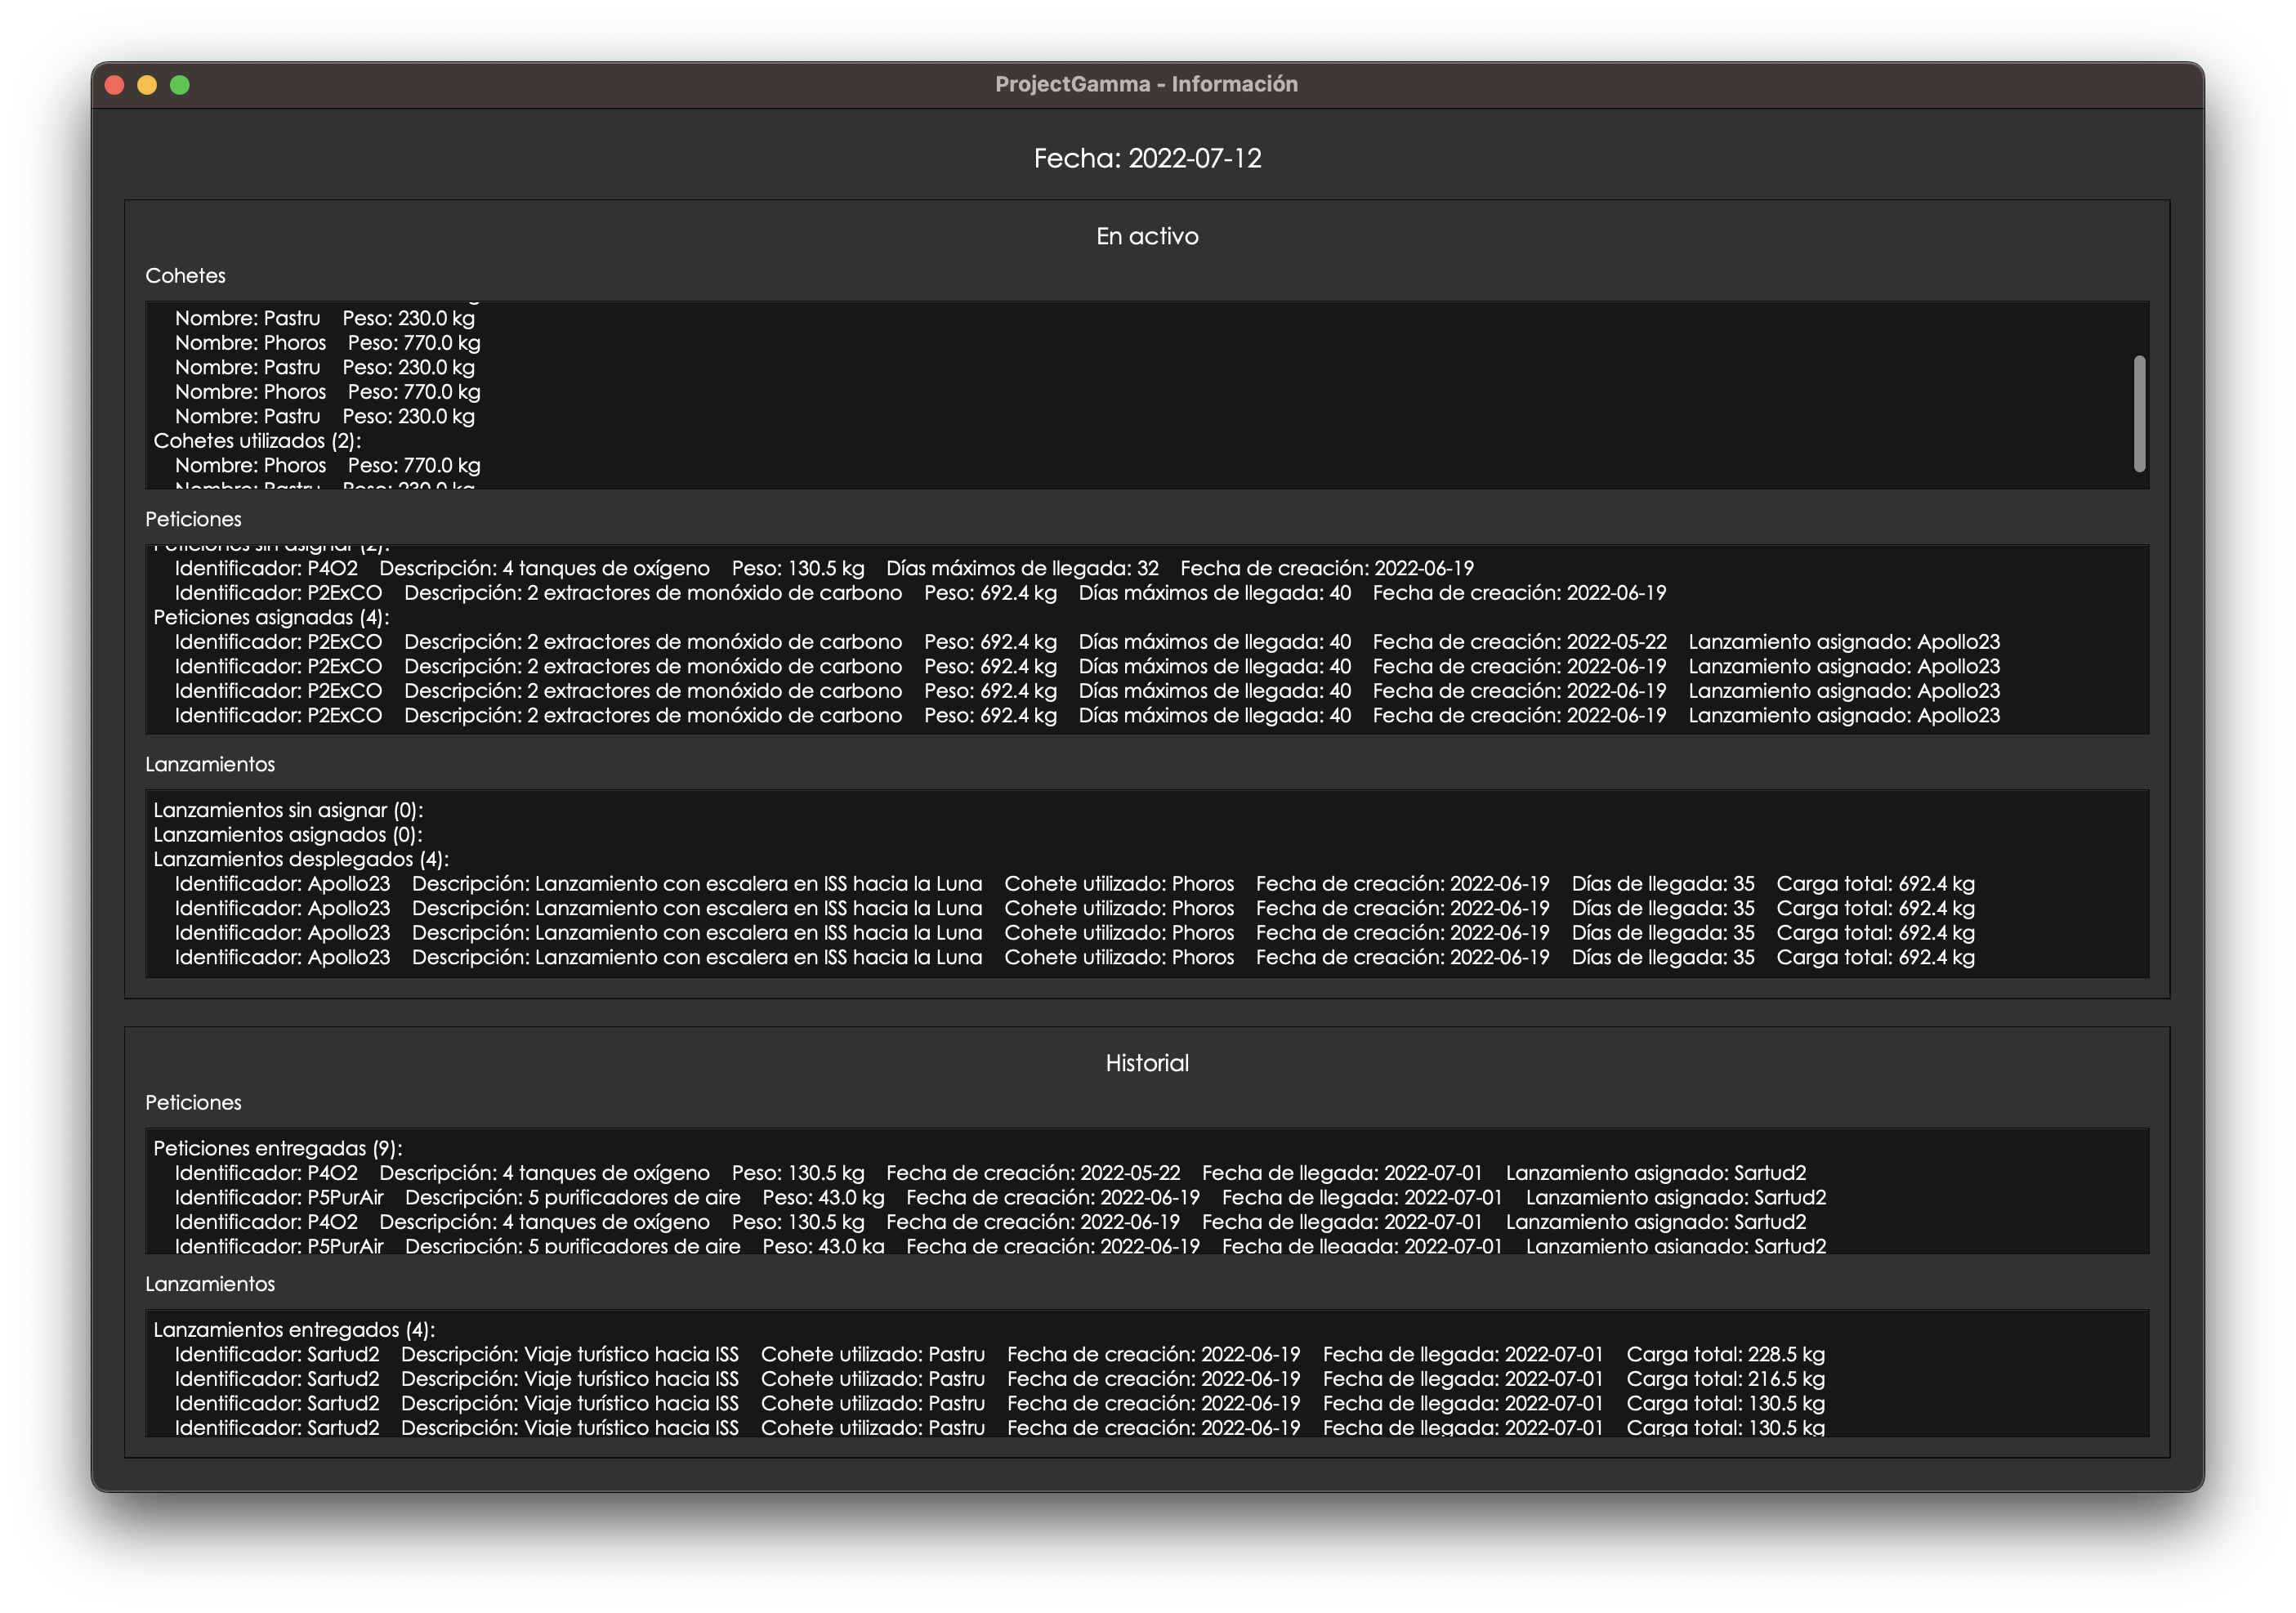 ProjectGamma - Información
Fecha: 2022-07-12
En activo
Cohetes
Nombre: Pastru Peso: 230.0 kg
Nombre: Phoros Peso: 770.0 kg
Nombre: Pastru Peso: 230.0 kg
Nombre: Phoros Peso: 770.0 kg
Nombre: Pastru Peso: 230.0 kg
Cohetes utilizados (2):
Nombre: Phoros Peso: 770.0 kg
Nombre: Pastru Peso: 230.0 kg
Peticiones
Peticiones sin asignar (2):
Identificador: P4O2 Descripción: 4 tanques de oxígeno Peso: 130.5 kg Días máximos de llegada: 32 Fecha de creación: 2022-06-19
Identificador: P2ExCO Descripción: 2 extractores de monóxido de carbono Peso: 692.4 kg Días máximos de llegada: 40 Fecha de creación: 2022-06-19
Peticiones asignadas (4):
Identificador: P2ExCO Descripción: 2 extractores de monóxido de carbono Peso: 692.4 kg Días máximos de llegada: 40 Fecha de creación: 2022-05-22 Lanzamiento asignado: Apollo23
Identificador: P2ExCO Descripción: 2 extractores de monóxido de carbono Peso: 692.4 kg Días máximos de llegada: 40 Fecha de creación: 2022-06-19 Lanzamiento asignado: Apollo23
Identificador: P2ExCO Descripción: 2 extractores de monóxido de carbono Peso: 692.4 kg Días máximos de llegada: 40 Fecha de creación: 2022-06-19 Lanzamiento asignado: Apollo23
Identificador: P2ExCO Descripción: 2 extractores de monóxido de carbono Peso: 692.4 kg Días máximos de llegada: 40 Fecha de creación: 2022-06-19 Lanzamiento asignado: Apollo23
Lanzamientos
Lanzamientos sin asignar (0):
Lanzamientos asignados (0):
Lanzamientos desplegados (4):
Identificador: Apollo23 Descripción: Lanzamiento con escalera en ISS hacia la Luna Cohete utilizado: Phoros Fecha de creación: 2022-06-19 Días de llegada: 35 Carga total: 692.4 kg
Identificador: Apollo23 Descripción: Lanzamiento con escalera en ISS hacia la Luna Cohete utilizado: Phoros Fecha de creación: 2022-06-19 Días de llegada: 35 Carga total: 692.4 kg
Identificador: Apollo23 Descripción: Lanzamiento con escalera en ISS hacia la Luna Cohete utilizado: Phoros Fecha de creación: 2022-06-19 Días de llegada: 35 Carga total: 692.4 kg
Identificador: Apollo23 Descripción: Lanzamiento con escalera en ISS hacia la Luna Cohete utilizado: Phoros Fecha de creación: 2022-06-19 Días de llegada: 35 Carga total: 692.4 kg
Historial
Peticiones
Peticiones entregadas (9):
Identificador: P4O2 Descripción: 4 tanques de oxígeno Peso: 130.5 kg Fecha de creación: 2022-05-22 Fecha de llegada: 2022-07-01 Lanzamiento asignado: Sartud2
Identificador: P5PurAir Descripción: 5 purificadores de aire Peso: 43.0 kg Fecha de creación: 2022-06-19 Fecha de llegada: 2022-07-01 Lanzamiento asignado: Sartud2
Identificador: P4O2 Descripción: 4 tanques de oxígeno Peso: 130.5 kg Fecha de creación: 2022-06-19 Fecha de llegada: 2022-07-01 Lanzamiento asignado: Sartud2
Identificador: P5PurAir Descripción: 5 purificadores de aire Peso: 43.0 kg Fecha de creación: 2022-06-19 Fecha de llegada: 2022-07-01 Lanzamiento asignado: Sartud2
Lanzamientos
Lanzamientos entregados (4):
Identificador: Sartud2 Descripción: Viaje turístico hacia ISS Cohete utilizado: Pastru Fecha de creación: 2022-06-19 Fecha de llegada: 2022-07-01 Carga total: 228.5 kg
Identificador: Sartud2 Descripción: Viaje turístico hacia ISS Cohete utilizado: Pastru Fecha de creación: 2022-06-19 Fecha de llegada: 2022-07-01 Carga total: 216.5 kg
Identificador: Sartud2 Descripción: Viaje turístico hacia ISS Cohete utilizado: Pastru Fecha de creación: 2022-06-19 Fecha de llegada: 2022-07-01 Carga total: 130.5 kg
Identificador: Sartud2 Descripción: Viaje turístico hacia ISS Cohete utilizado: Pastru Fecha de creación: 2022-06-19 Fecha de llegada: 2022-07-01 Carga total: 130.5 kg